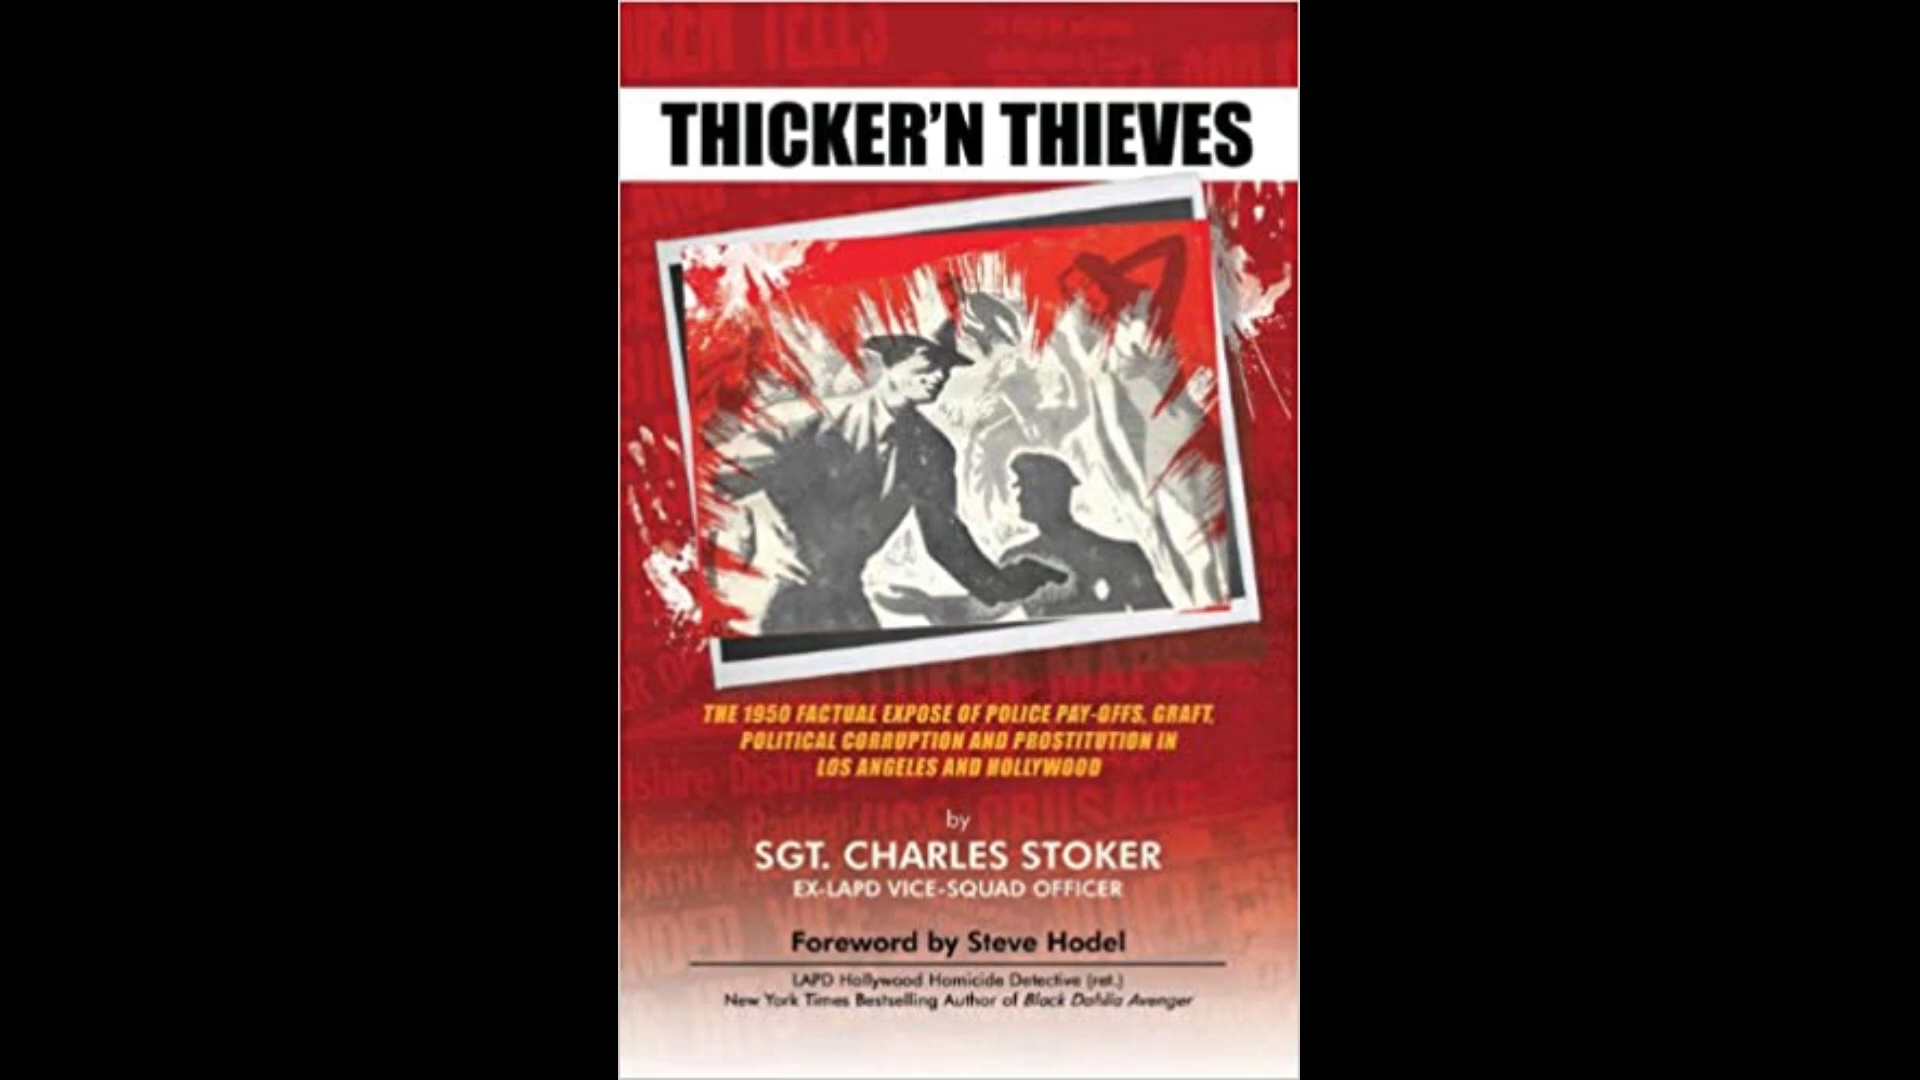 THICKER’N THIEVES
THE 1950 FACTUAL EXPOSE OF POLICE PAY-OFFS, GRAFT,
POLITICAL CORRUPTION AND PROSTITUTION IN
LOS ANGELES AND HOLLYWOOD
by
SGT. CHARLES STOKER
EX-LAPD VICE-SQUAD OFFICER
Foreword by Steve Hodel
LAPD Hollywood Homicide Detective (ret.)
New York Times Bestselling Author of Black Dahlia Avenger